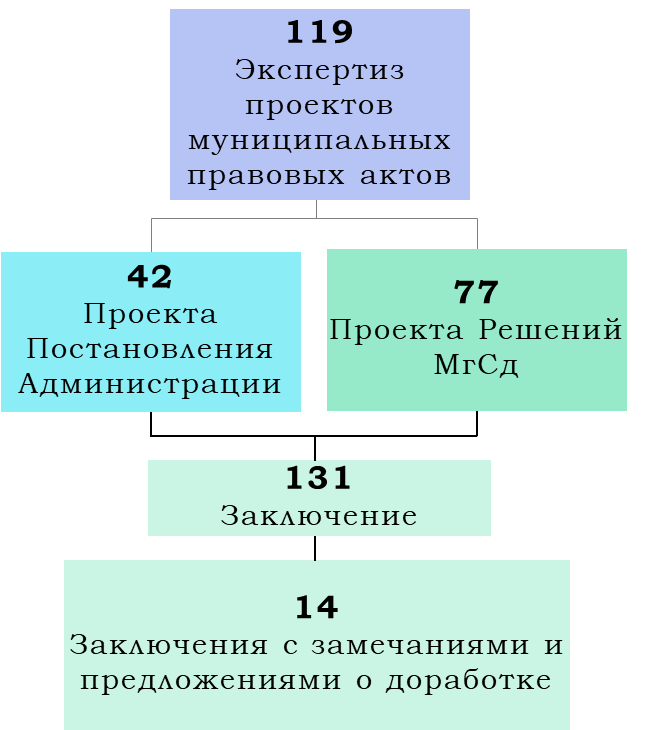 119
Экспертиз
проектов
муниципальных
правовых актов
42
Проекта
Постановления
Администрации
77
Проекта Решений
МгСд
131
Заключение
14
Заключения с замечаниями и
предложениями о доработке